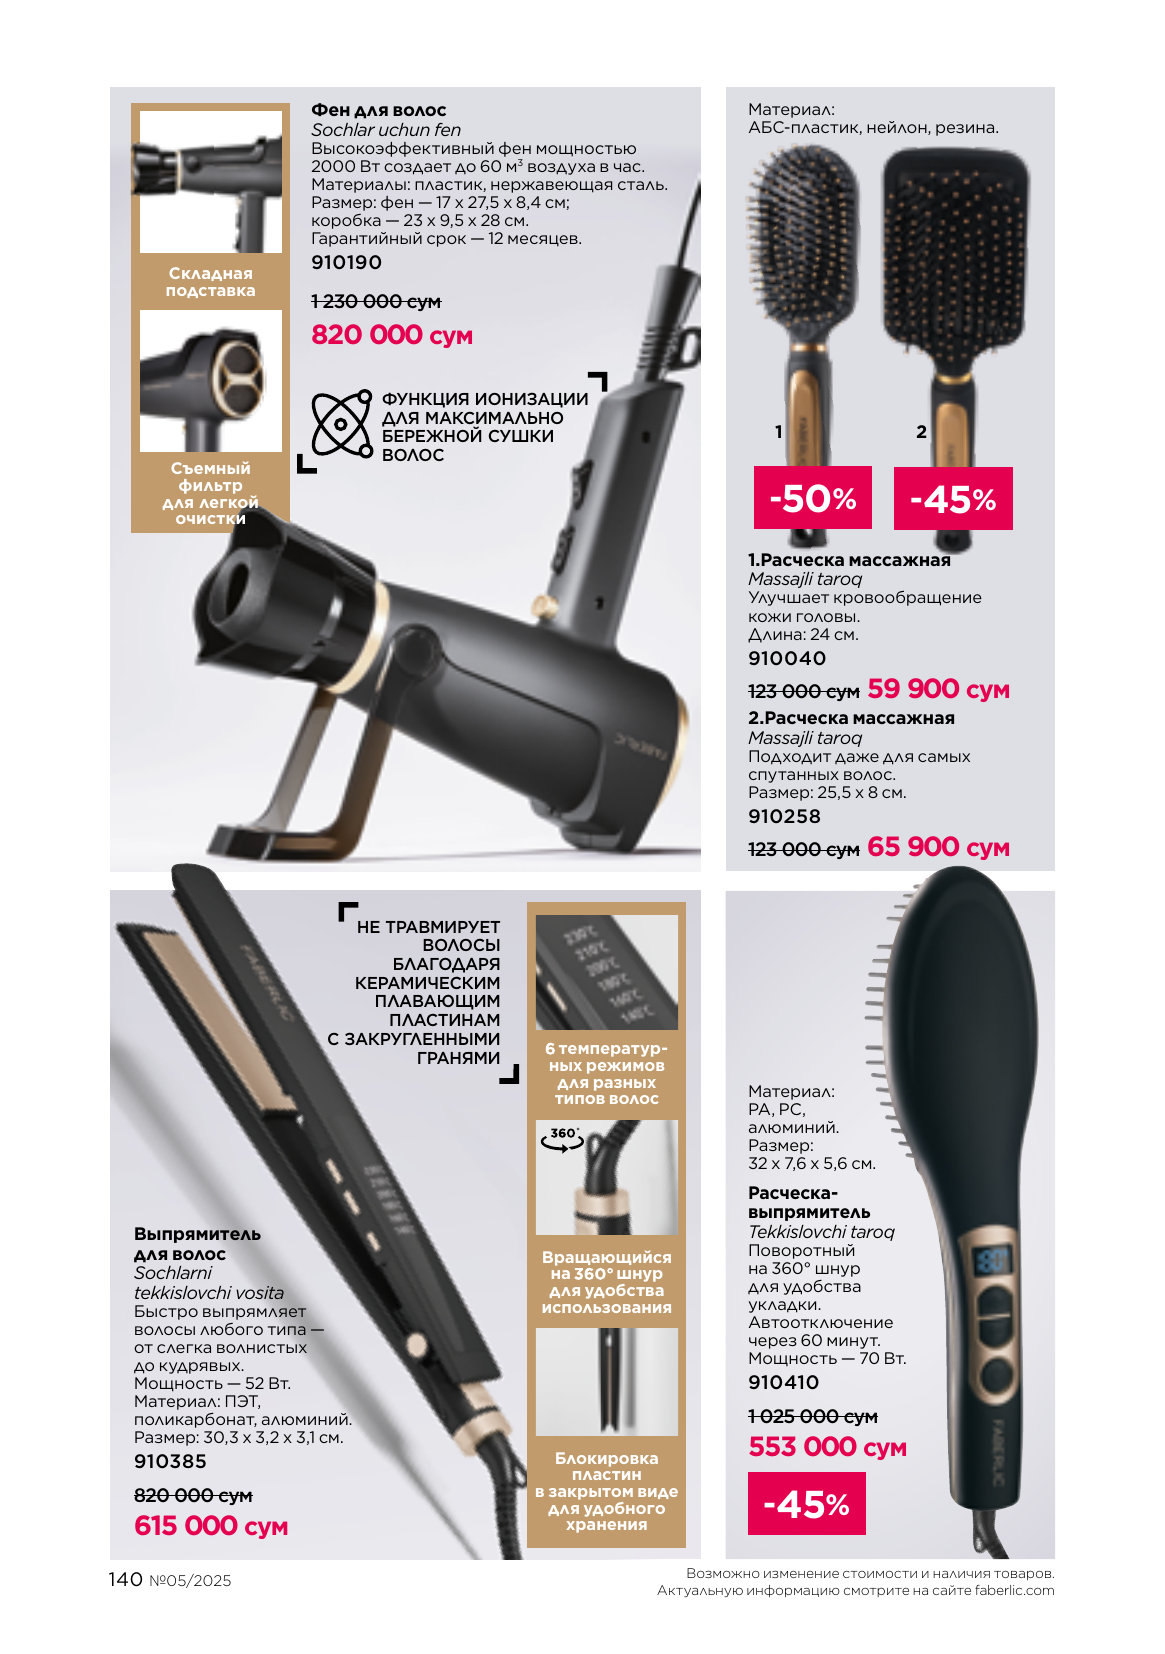 Фен для волос
Sochlar uchun fen
Высокоэффективный фен мощностью
2000 Вт создает до 60 м³ воздуха в час.
Материалы: пластик, нержавеющая сталь.
Размер: фен — 17 х 27,5 х 8,4 см;
коробка — 23 х 9,5 х 28 см.
Гарантийный срок — 12 месяцев.
910190
1 230 000 сум
820 000 сум
Складная
подставка
Съемный
фильтр
для легкой
очистки
ФУНКЦИЯ ИОНИЗАЦИИ
ДЛЯ МАКСИМАЛЬНО
БЕРЕЖНОЙ СУШКИ
ВОЛОС
FABERLIC
Материал:
АБС-пластик, нейлон, резина.
1
2
FABERLIC
-50%
-45%
1.Расческа массажная
Massajli taroq
Улучшает кровообращение
кожи головы.
Длина: 24 см.
910040
123 000 сум 59 900 сум
2.Расческа массажная
Massajli taroq
Подходит даже для самых
спутанных волос.
Размер: 25,5 х 8 см.
910258
123 000 сум 65 900 сум
НЕ ТРАВМИРУЕТ
ВОЛОСЫ
БЛАГОДАРЯ
КЕРАМИЧЕСКИМ
ПЛАВАЮЩИМ
ПЛАСТИНАМ
С ЗАКРУГЛЕННЫМИ
ГРАНЯМИ
FABERLIC
230°C
210°C
200°C
180°C
160°C
140°C
6 температур-
ных режимов
для разных
типов волос
360°
Вращающийся
на 360° шнур
для удобства
использования
Блокировка
пластин
в закрытом виде
для удобного
хранения
Выпрямитель
для волос
Sochlarni
tekkislovchi vosita
Быстро выпрямляет
волосы любого типа —
от слегка волнистых
до кудрявых.
Мощность — 52 Вт.
Материал: ПЭТ,
поликарбонат, алюминий.
Размер: 30,3 х 3,2 х 3,1 см.
910385
820 000 сум
615 000 сум
Материал:
PA, PC,
алюминий.
Размер:
32 х 7,6 х 5,6 см.
Расческа-
выпрямитель
Tekkislovchi taroq
Поворотный
на 360° шнур
для удобства
укладки.
Автоотключение
через 60 минут.
Мощность — 70 Вт.
910410
1 025 000 сум
553 000 сум
-45%
180°
FABERLIC
140 №05/2025
Возможно изменение стоимости и наличия товаров.
Актуальную информацию смотрите на сайте faberlic.com